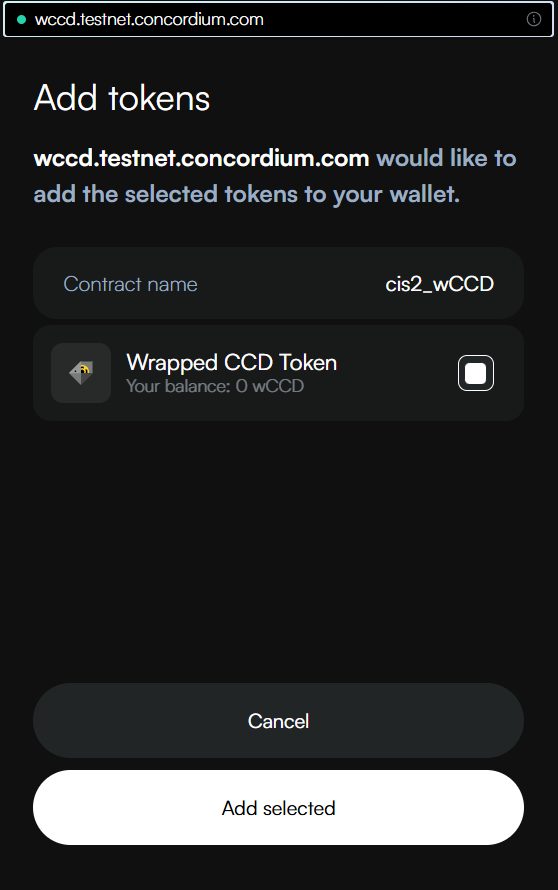 wccd.testnet.concordium.com
Add tokens
wccd.testnet.concordium.com would like to
add the selected tokens to your wallet.
Contract name cis2_wCCD
Wrapped CCD Token
Your balance: 0 wCCD
Cancel
Add selected